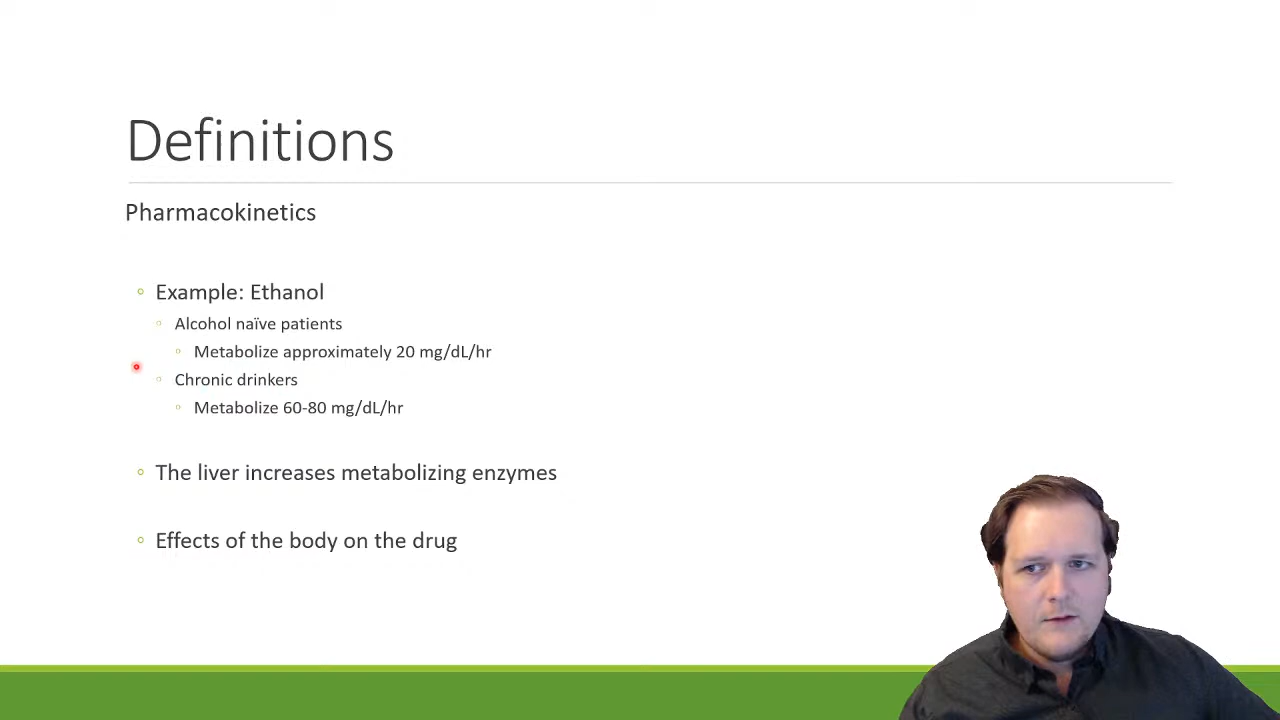 Definitions
Pharmacokinetics
Example: Ethanol
Alcohol naïve patients
Metabolize approximately 20 mg/dL/hr
Chronic drinkers
Metabolize 60-80 mg/dL/hr
The liver increases metabolizing enzymes
Effects of the body on the drug